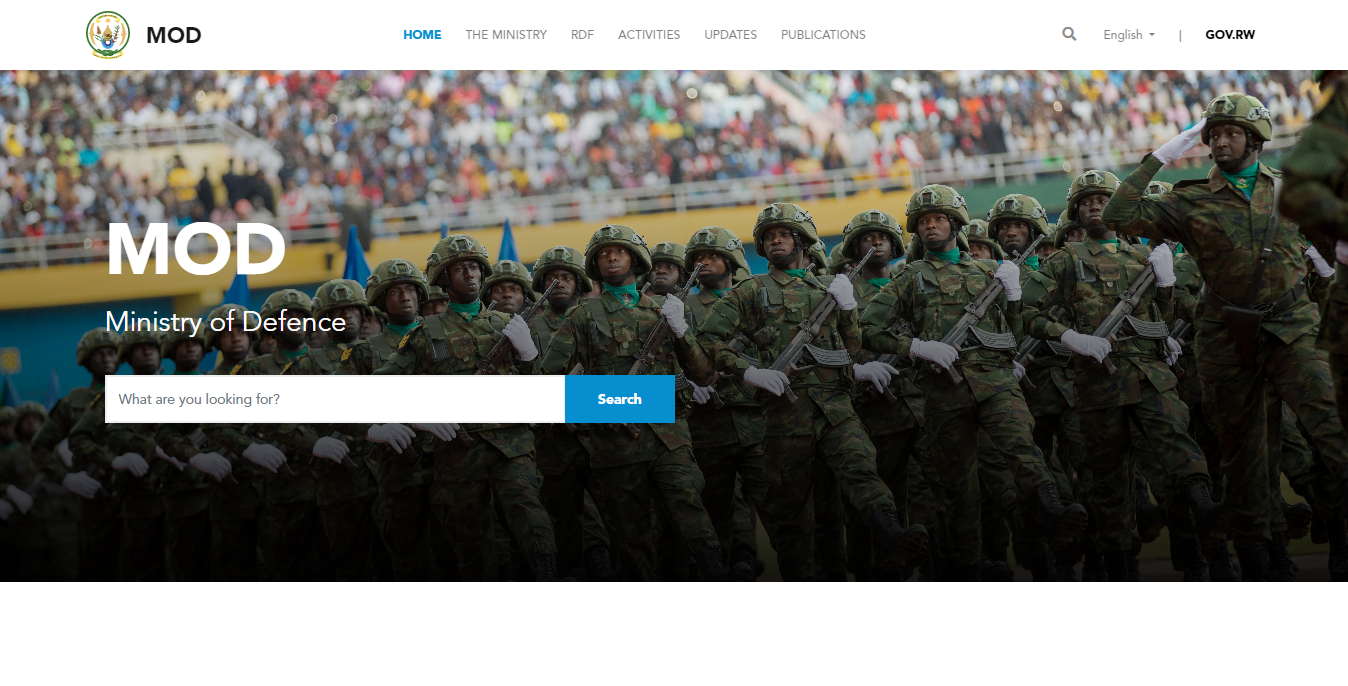 MOD
HOME THE MINISTRY RDF ACTIVITIES UPDATES PUBLICATIONS
English | GOV.RW
MOD
Ministry of Defence
What are you looking for? Search